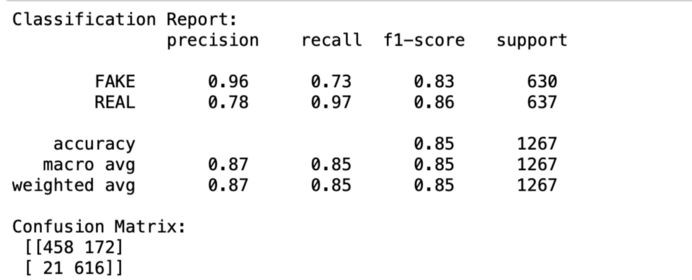 Classification Report:
precision recall f1-score support
FAKE 0.96 0.73 0.83 630
REAL 0.78 0.97 0.86 637
accuracy 0.85 1267
macro avg 0.87 0.85 0.85 1267
weighted avg 0.87 0.85 0.85 1267
Confusion Matrix:
[[458 172]
[ 21 616]]